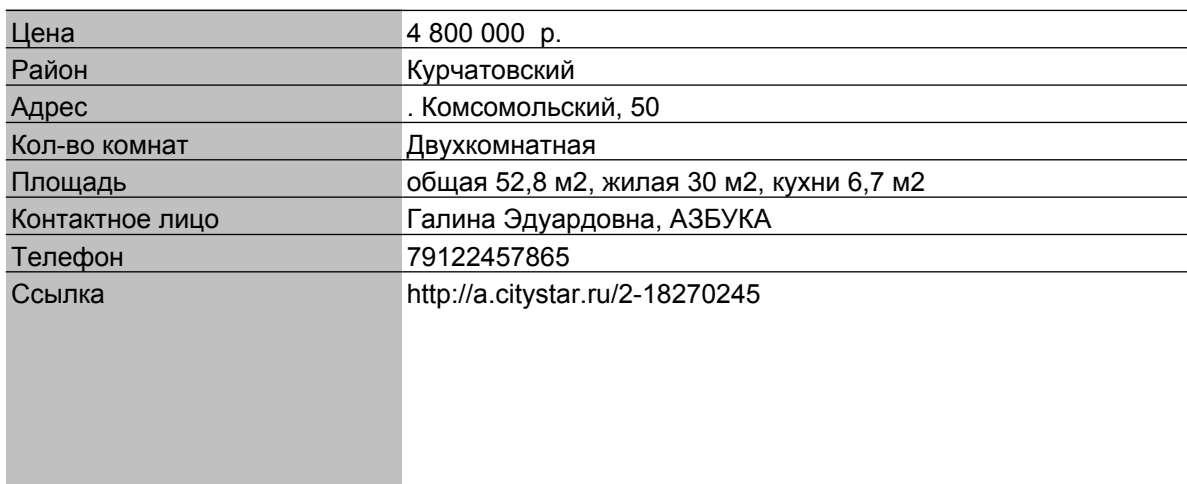 Цена 4 800 000 р.
Район Курчатовский
Адрес . Комсомольский, 50
Кол-во комнат Двухкомнатная
Площадь общая 52,8 м2, жилая 30 м2, кухни 6,7 м2
Контактное лицо Галина Эдуардовна, АЗБУКА
Телефон 79122457865
Ссылка http://a.citystar.ru/2-18270245